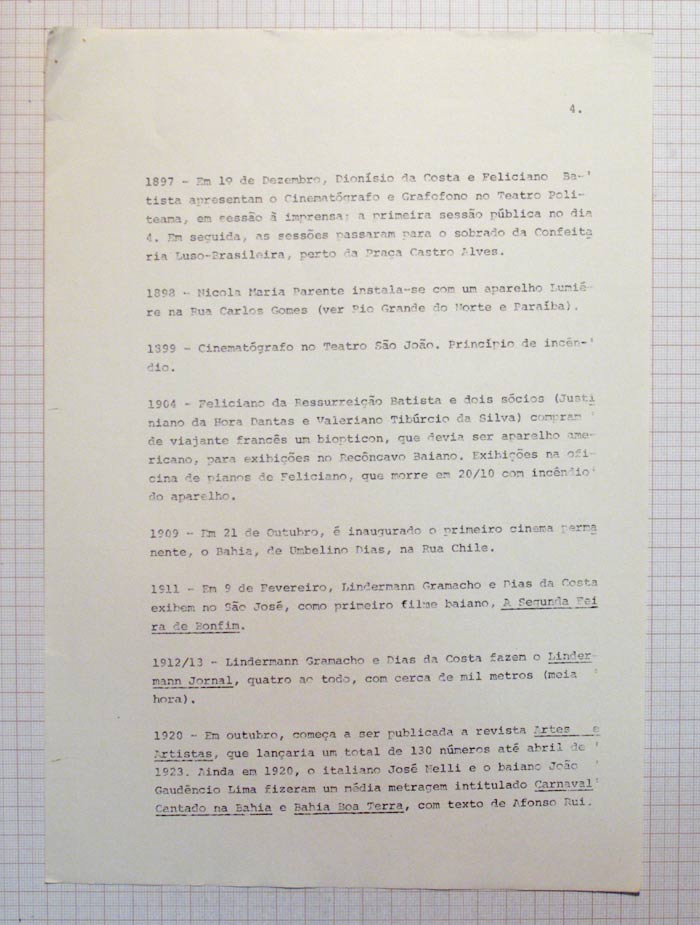 4.
1897 - Em 1º de Dezembro, Dionísio da Costa e Feliciano Ba-'
tista apresentam o Cinematógrafo e Grafofono no Teatro Poli-
teama, em sessão à imprensa; a primeira sessão pública no dia
4. Em seguida, as sessões passaram para o sobrado da Confeita
ria Luso-Brasileira, perto da Praça Castro Alves.
1898 - Nicola Maria Parente instala-se com um aparelho Lumiè-
re na Rua Carlos Gomes (ver Rio Grande do Norte e Paraíba).
1899 - Cinematógrafo no Teatro São João. Princípio de incên-'
dio.
1904 - Feliciano da Ressurreição Batista e dois sócios (Justi
niano da Hora Dantas e Valeriano Tibúrcio da Silva) compram '
de viajante francês um biopticon, que devia ser aparelho ame-
ricano, para exibições no Recôncavo Baiano. Exibições na ofi-
cina de pianos de Feliciano, que morre em 20/10 com incêndio'
do aparelho.
1909 - Em 21 de Outubro, é inaugurado o primeiro cinema perma
nente, o Bahia, de Umbelino Dias, na Rua Chile.
1911 - Em 9 de Fevereiro, Lindermann Gramacho e Dias da Costa
exibem no São José, como primeiro filme baiano, A Segunda Fei
ra de Bonfim.
1912/13 - Lindermann Gramacho e Dias da Costa fazem o Linder-
mann Jornal, quatro ao todo, com cerca de mil metros (meia '
hora).
1920 - Em outubro, começa a ser publicada a revista Artes e
Artistas, que lançaria um total de 130 números até abril de '
1923. Ainda em 1920, o italiano José Nelli e o baiano João '
Gaudêncio Lima fizeram um média metragem intitulado Carnaval'
Cantado na Bahia e Bahia Boa Terra, com texto de Afonso Rui.